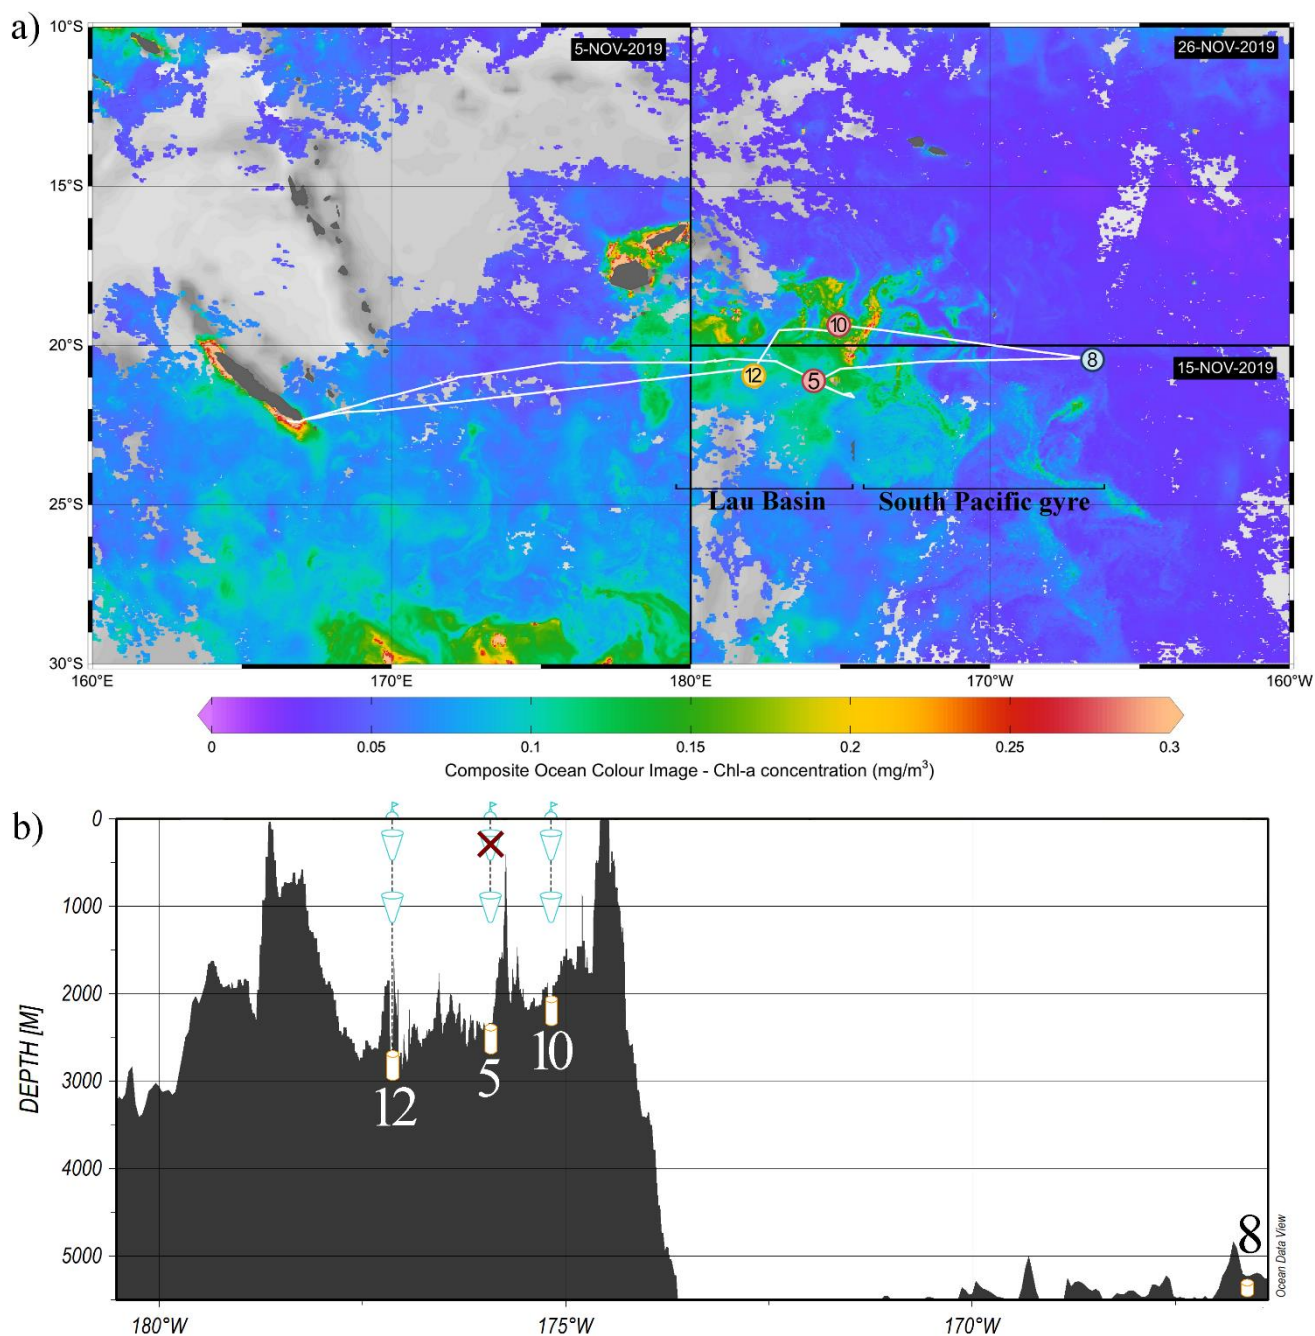 a)
10°S
15°S
20°S
25°S
30°S
5-NOV-2019
26-NOV-2019
15-NOV-2019
10
12
5
8
Lau Basin
South Pacific gyre
160°E
170°E
180°E
170°W
160°W
0
0.05
0.1
0.15
0.2
0.25
0.3
Composite Ocean Colour Image - Chl-a concentration (mg/m³)
b)
DEPTH [M]
0
1000
2000
3000
4000
5000
12
5
10
8
Ocean Data View
180°W
175°W
170°W